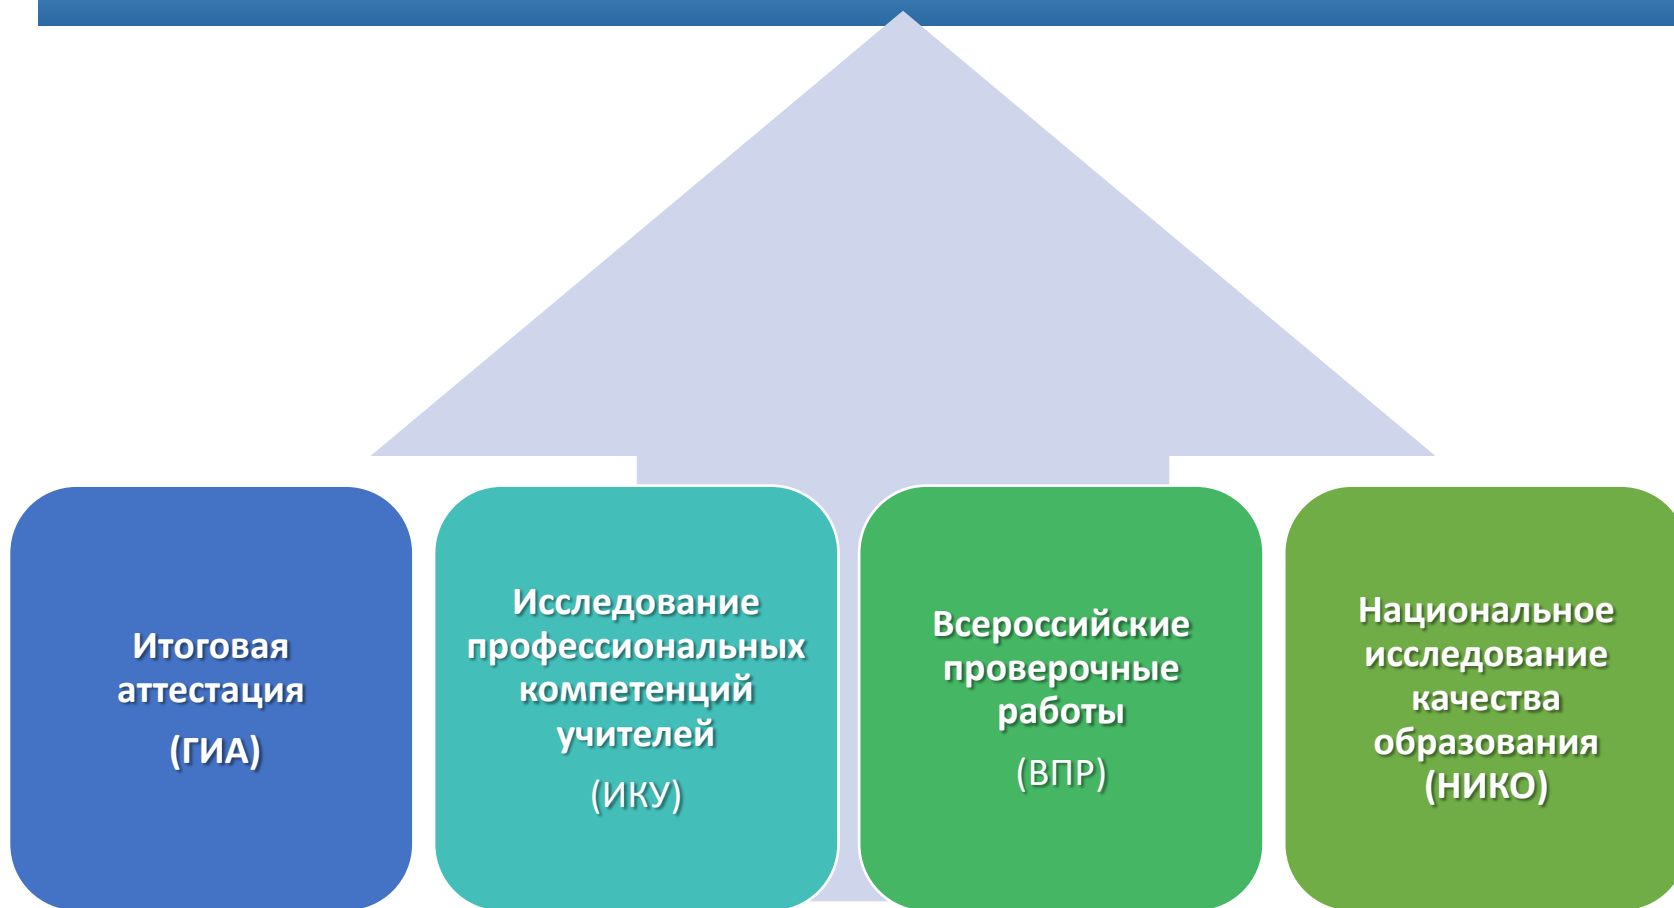 Итоговая
аттестация
(ГИА)
Исследование
профессиональных
компетенций
учителей
(ИКУ)
Всероссийские
проверочные
работы
(ВПР)
Национальное
исследование
качества
образования
(НИКО)